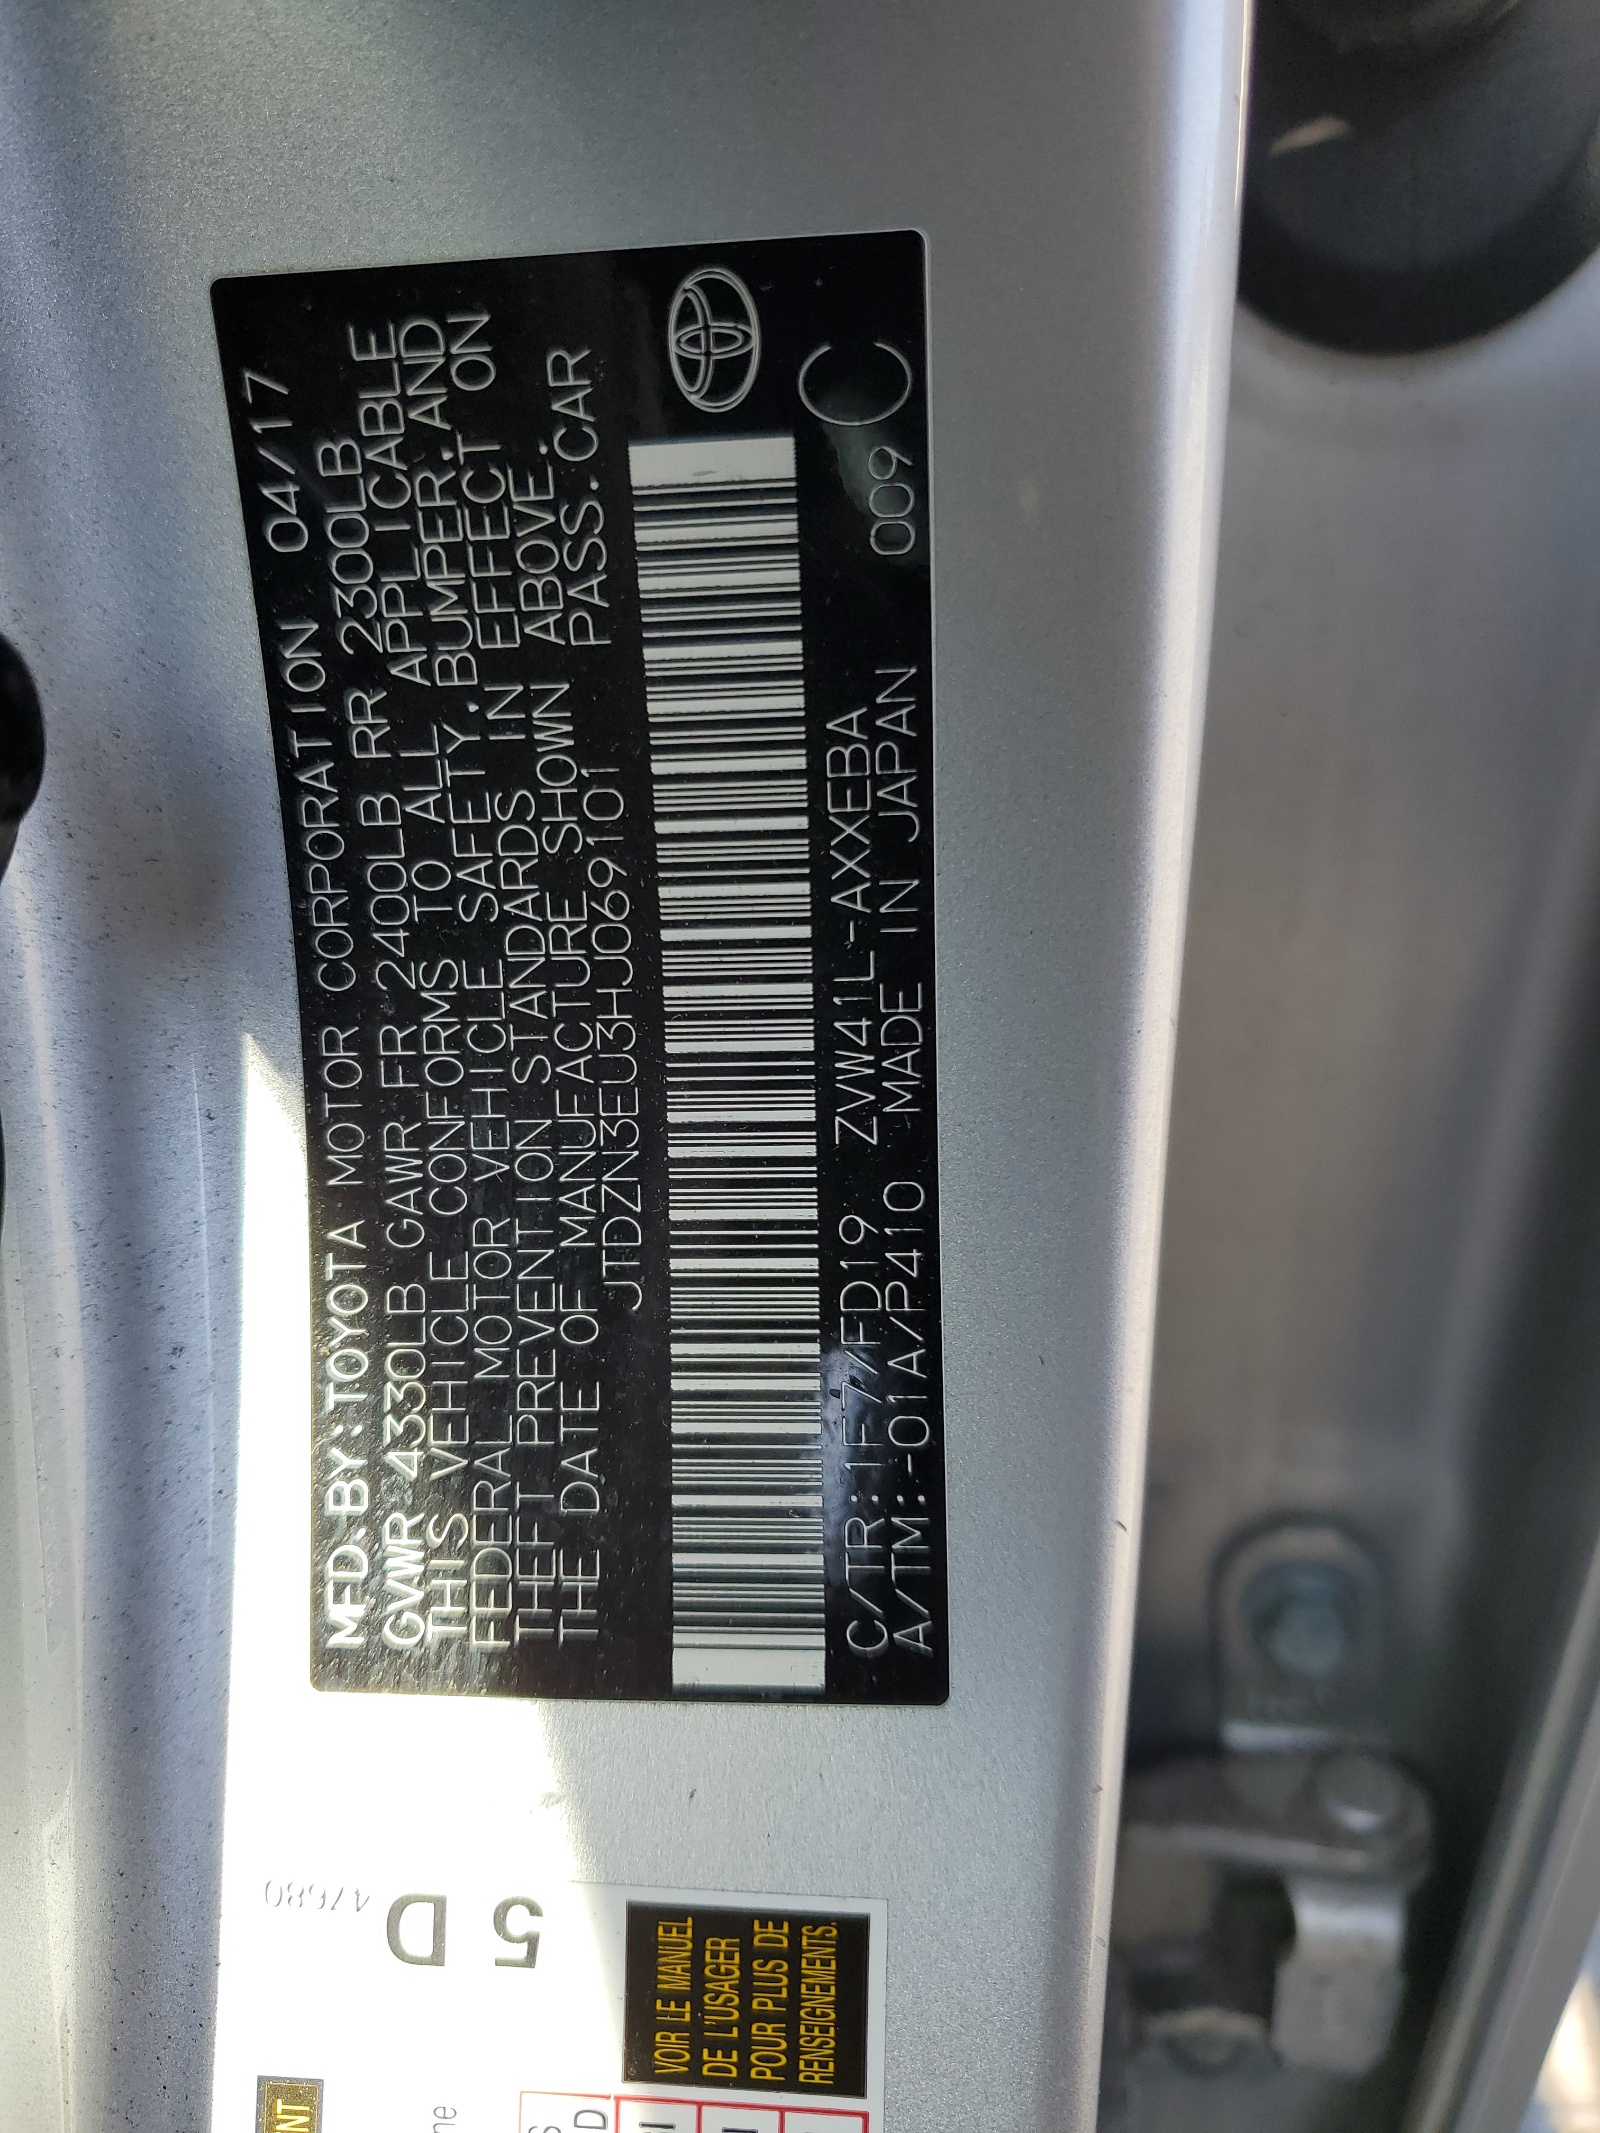 MFD.BY:TOYOTA MOTOR CORPORATION 04/17
GVWR 4330LB GAWR FR 2400LB RR 2300LB
THIS VEHICLE CONFORMS TO ALL APPLICABLE
FEDERAL MOTOR VEHICLE SAFETY.BUMPER.AND
THEFT PREVENTION STANDARDS IN EFFECT ON
THE DATE OF MANUFACTURE SHOWN ABOVE.
JTDZN3EU3HJ069101 PASS.CAR
C/TR:1F7/FD19 ZVW41L-AXXEBA
A/TM:-01A/P410 MADE IN JAPAN 009 C
47680
5 D
VOIR LE MANUEL
DE L'USAGER
POUR PLUS DE
RENSEIGNEMENTS.